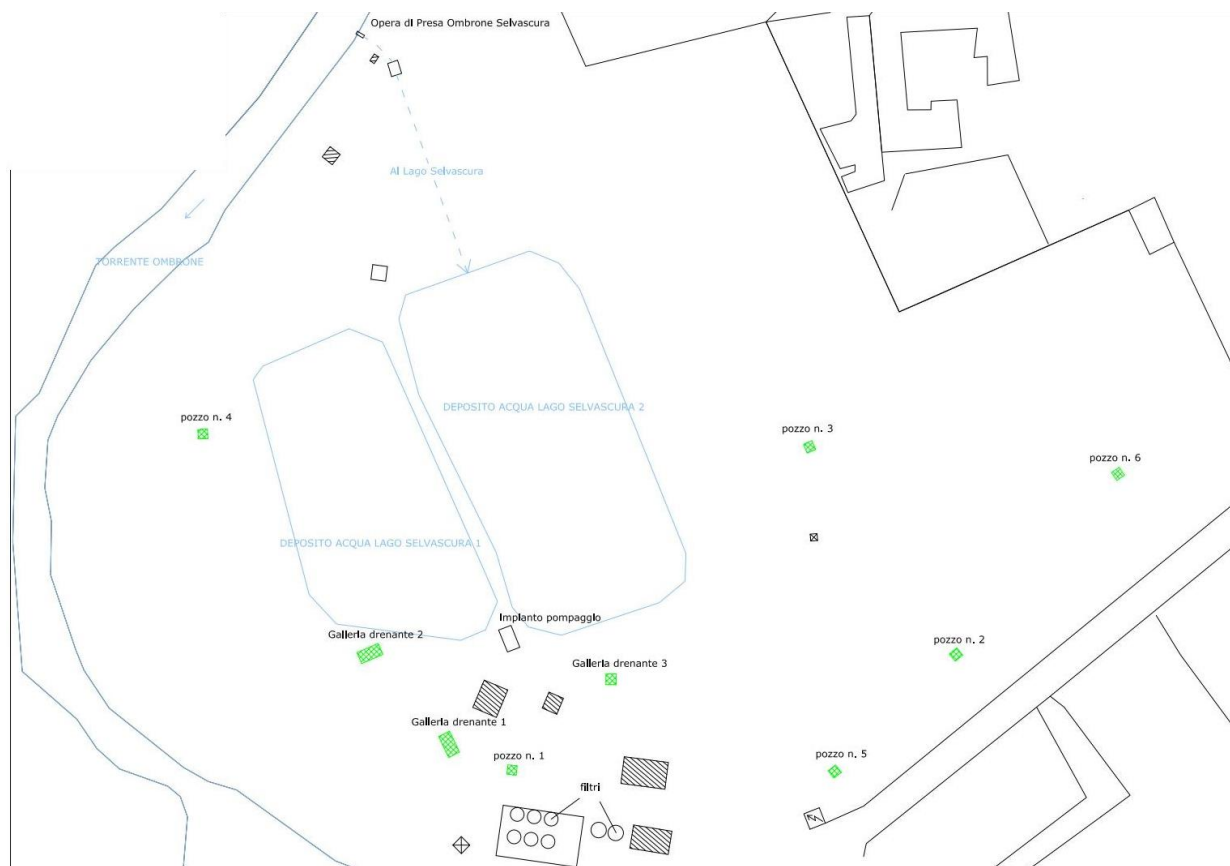 Opera di Presa Ombrone Selvascura
Al Lago Selvascura
TORRENTE OMBRONE
DEPOSITO ACQUA LAGO SELVASCURA 2
pozzo n. 4
pozzo n. 3
pozzo n. 6
DEPOSITO ACQUA LAGO SELVASCURA 1
Impianto pompaggio
Galleria drenante 2
Galleria drenante 3
pozzo n. 2
Galleria drenante 1
pozzo n. 1
pozzo n. 5
filtri